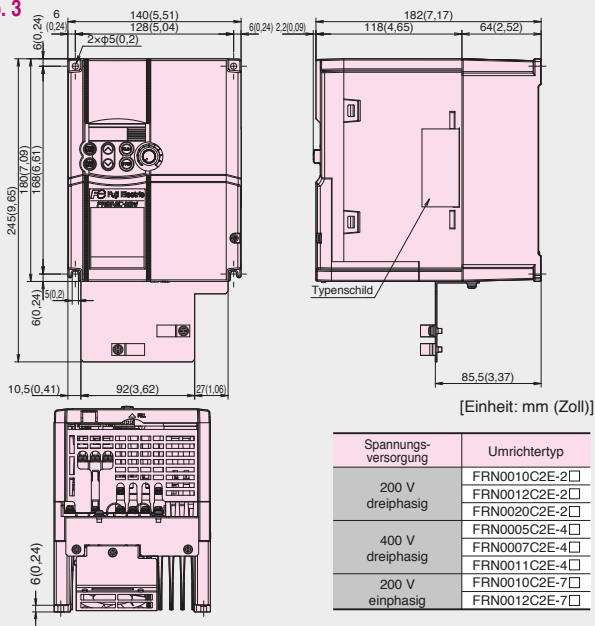 . 3
6
(0,24)
140(5,51)
128(5,04)
6(0,24)
2×φ5(0,2)
6(0,24)
2,2(0,09)
182(7,17)
118(4,65)
64(2,52)
245(9,65)
180(7,09)
168(6,61)
Fuji Electric
6(0,24)
5(0,2)
10,5(0,41)
92(3,62)
27(1,06)
Typenschild
85,5(3,37)
[Einheit: mm (Zoll)]
6(0,24)
Spannungs-
versorgung
Umrichtertyp
200 V
dreiphasig
FRN0010C2E-2□
FRN0012C2E-2□
FRN0020C2E-2□
400 V
dreiphasig
FRN0005C2E-4□
FRN0007C2E-4□
FRN0011C2E-4□
200 V
einphasig
FRN0010C2E-7□
FRN0012C2E-7□